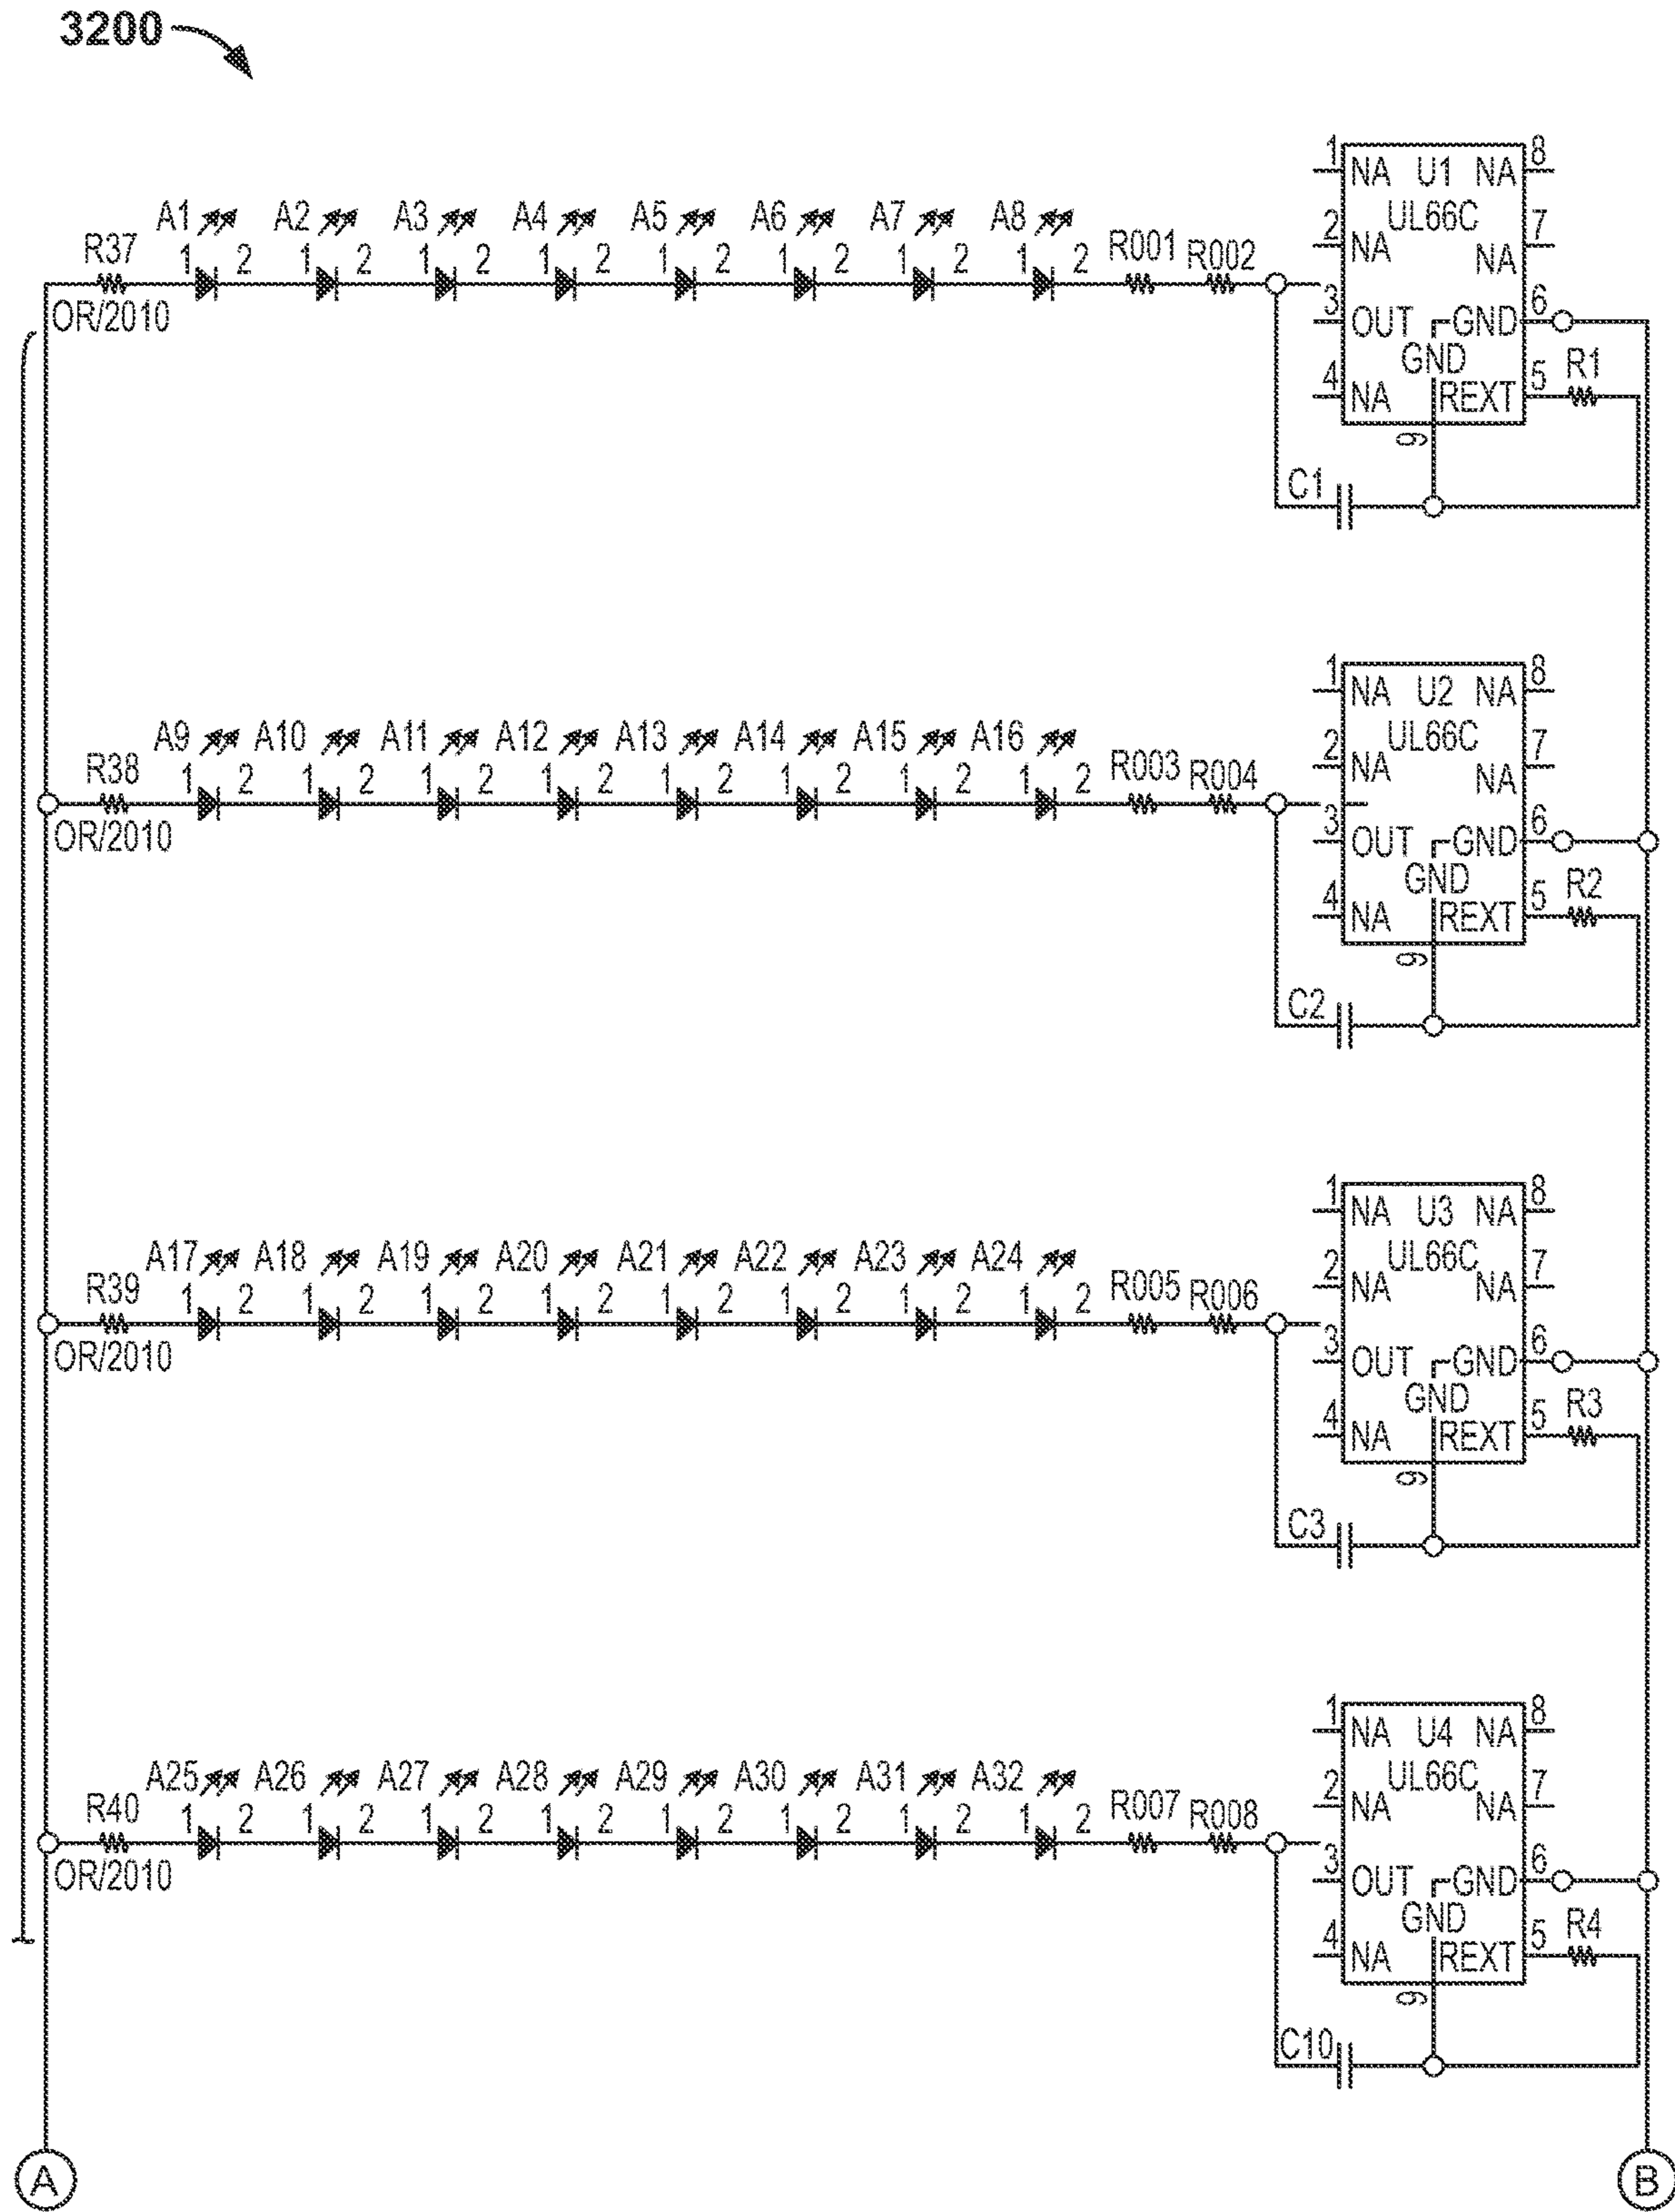 3200
A1 A2 A3 A4 A5 A6 A7 A8
R37 1 2 1 2 1 2 1 2 1 2 1 2 1 2 1 2 R001 R002
OR/2010
1 NA U1 NA 8
UL66C
2 NA NA 7
3 OUT GND 6
GND
4 NA REXT 5 R1
9
C1
A9 A10 A11 A12 A13 A14 A15 A16
R38 1 2 1 2 1 2 1 2 1 2 1 2 1 2 1 2 R003 R004
OR/2010
1 NA U2 NA 8
UL66C
2 NA NA 7
3 OUT GND 6
GND
4 NA REXT 5 R2
9
C2
A17 A18 A19 A20 A21 A22 A23 A24
R39 1 2 1 2 1 2 1 2 1 2 1 2 1 2 1 2 R005 R006
OR/2010
1 NA U3 NA 8
UL66C
2 NA NA 7
3 OUT GND 6
GND
4 NA REXT 5 R3
9
C3
A25 A26 A27 A28 A29 A30 A31 A32
R40 1 2 1 2 1 2 1 2 1 2 1 2 1 2 1 2 R007 R008
OR/2010
1 NA U4 NA 8
UL66C
2 NA NA 7
3 OUT GND 6
GND
4 NA REXT 5 R4
9
C10
A B